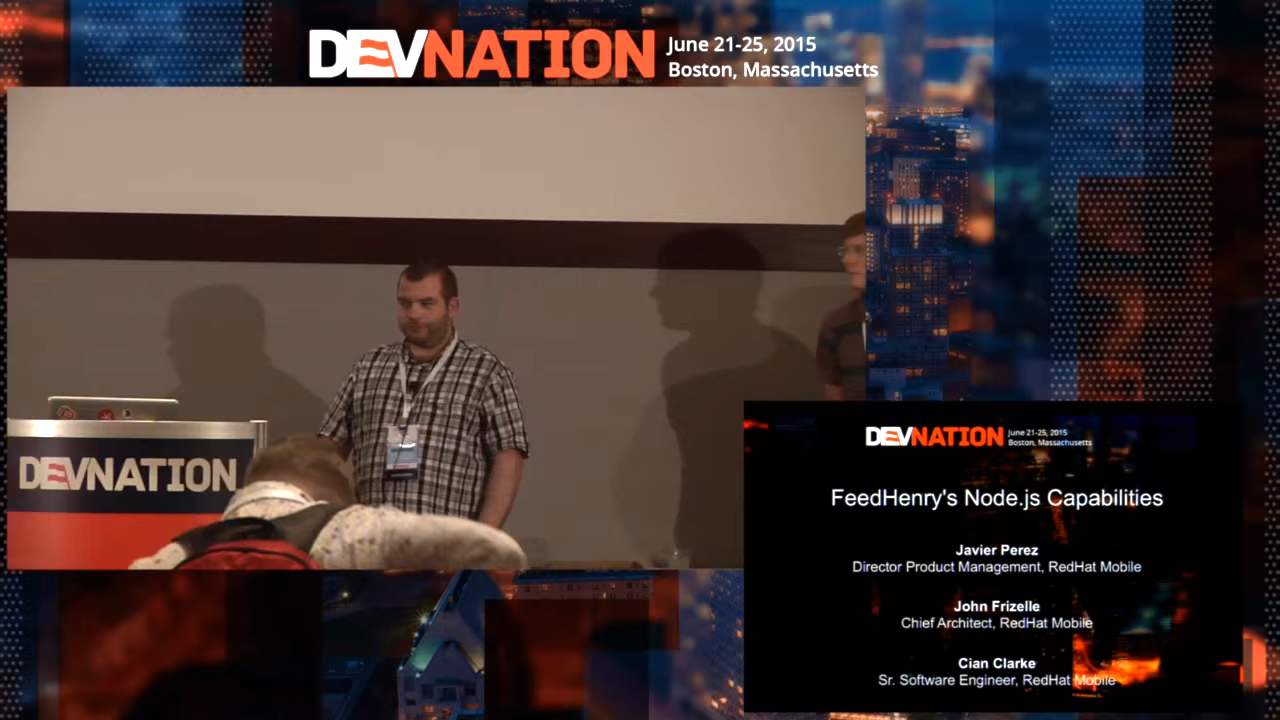 DEVNATION
June 21-25, 2015
Boston, Massachusetts
DEVNATION
DEVNATION
June 21-25, 2015
Boston, Massachusetts
FeedHenry's Node.js Capabilities
Javier Perez
Director Product Management, RedHat Mobile
John Frizelle
Chief Architect, RedHat Mobile
Cian Clarke
Sr. Software Engineer, RedHat Mobile